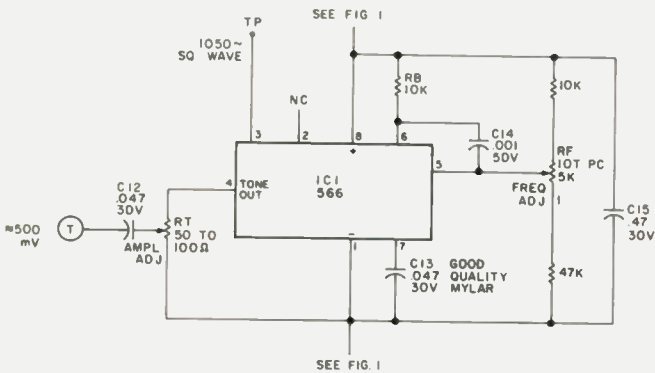 SEE FIG 1
TP
1050~
SQ WAVE
NC
RB
10K
10K
3
2
8
6
+
C14
.001
5DV
5
IC1
566
4
TONE
OUT
RF
10T PC
5K
FREQ
ADJ
1
C12
.047
3DV
≈500
mV
T
AMPL
ADJ
RT
50 TO
100Ω
C15
.47
30V
–
1
7
C13
.047
30V
GOOD
QUALITY
MYLAR
47K
SEE FIG. 1